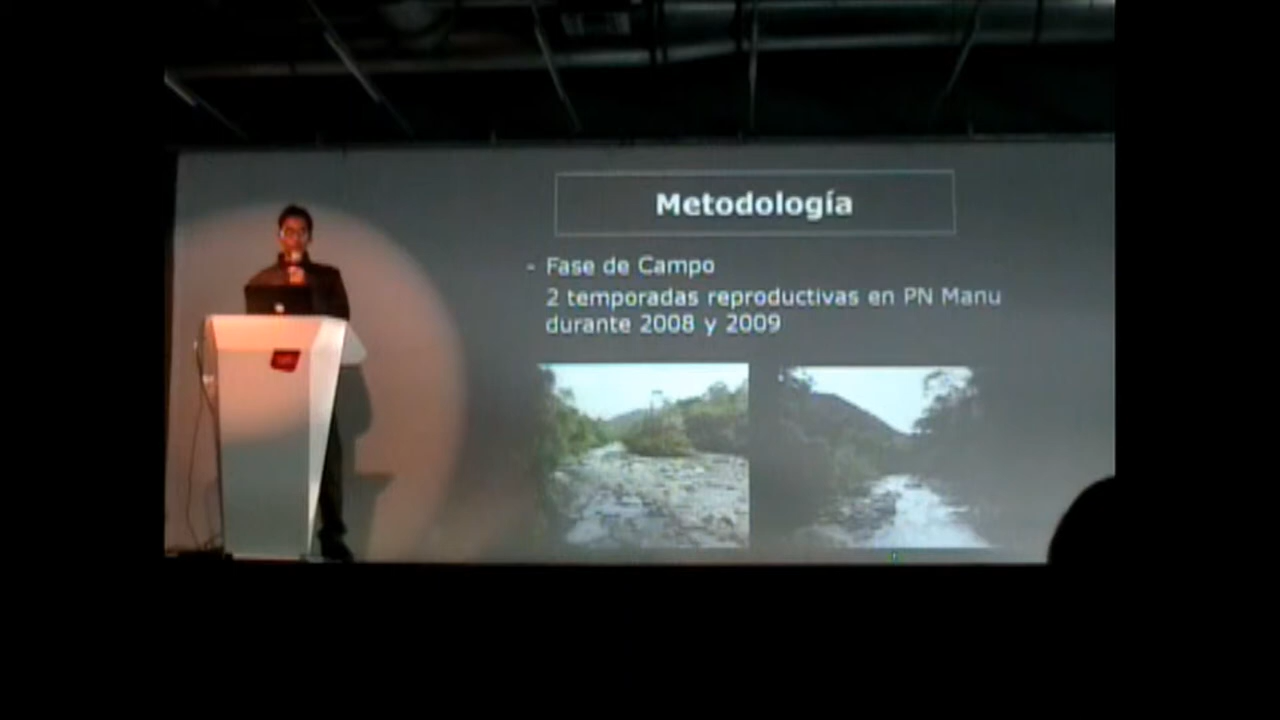 Metodología
- Fase de Campo
2 temporadas reproductivas en PN Manu
durante 2008 y 2009